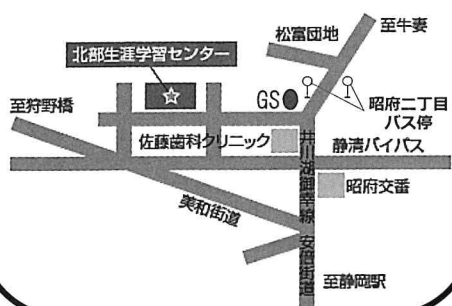 松富団地
至牛妻
北部生涯学習センター
GS
昭府二丁目
バス停
至狩野橋
佐藤歯科クリニック
静清バイパス
井川湖御幸線
昭府交番
美和街道
安倍街道
至静岡駅